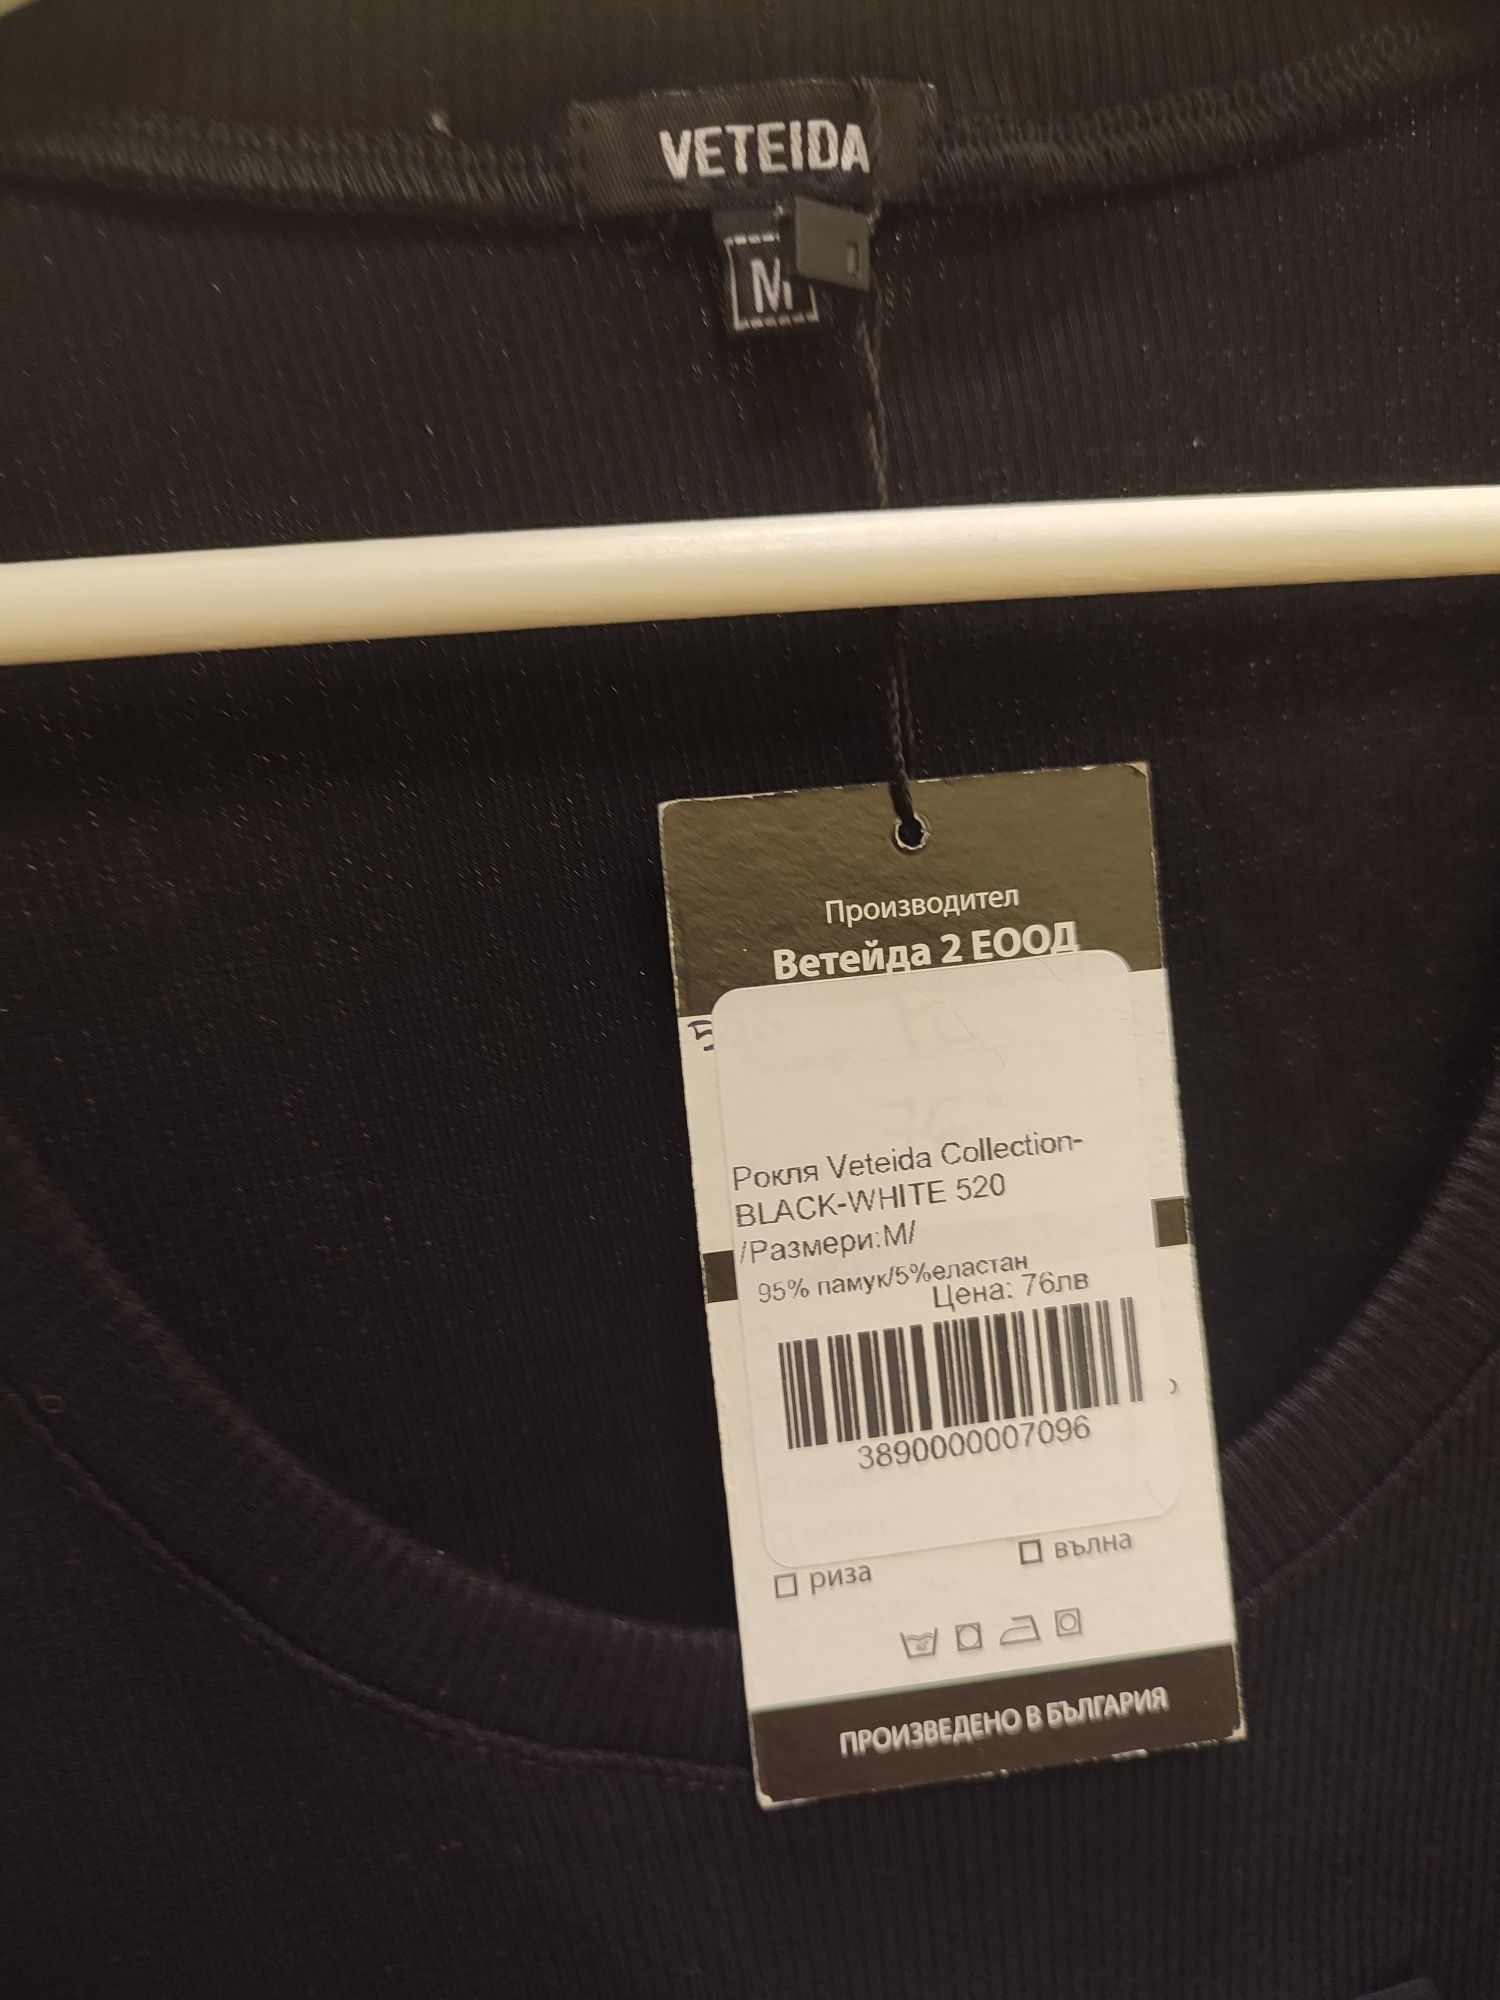 VETEIDA
M
Производител
Ветейда 2 ЕООД
5
Рокля Veteida Collection-
BLACK-WHITE 520
/Размери:M/
95% памук/5%еластан
Цена: 76лв
3890000007096
риза
вълна
ПРОИЗВЕДЕНО В БЪЛГАРИЯ